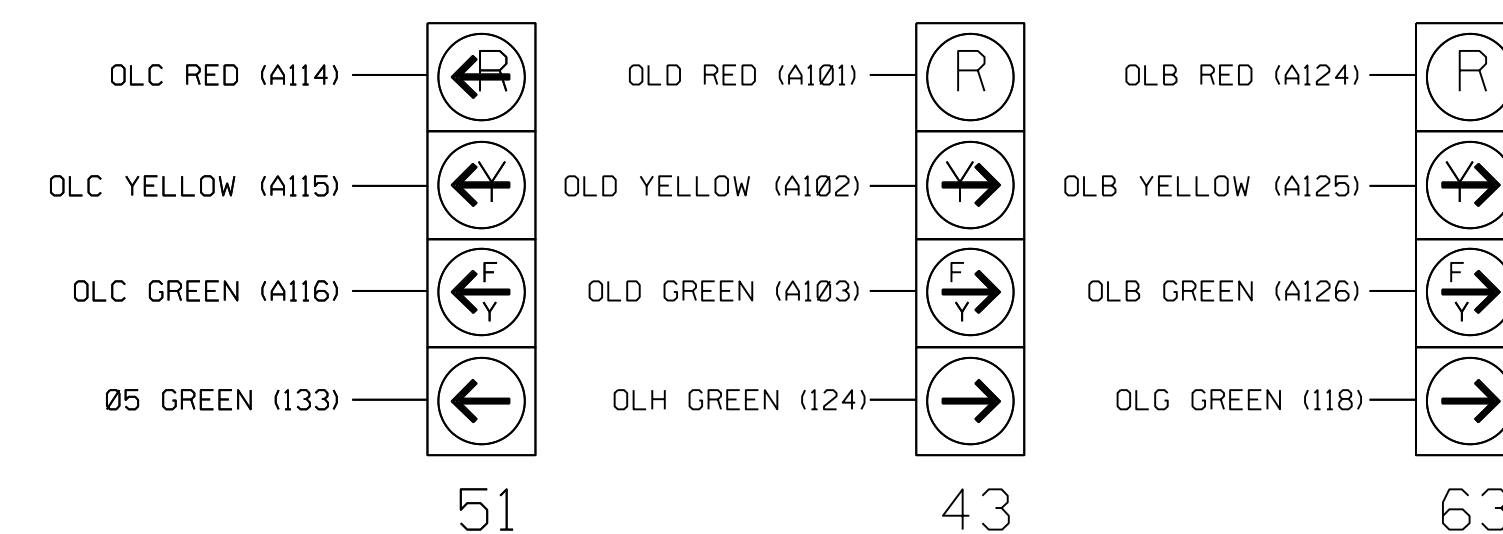 OLC RED (A114)
R
OLD RED (A101)
R
OLB RED (A124)
R
OLC YELLOW (A115)
Y
OLD YELLOW (A102)
Y
OLB YELLOW (A125)
Y
OLC GREEN (A116)
F
Y
OLD GREEN (A103)
F
Y
OLB GREEN (A126)
F
Y
Ø5 GREEN (133)
OLH GREEN (124)
OLG GREEN (118)
51
43
63